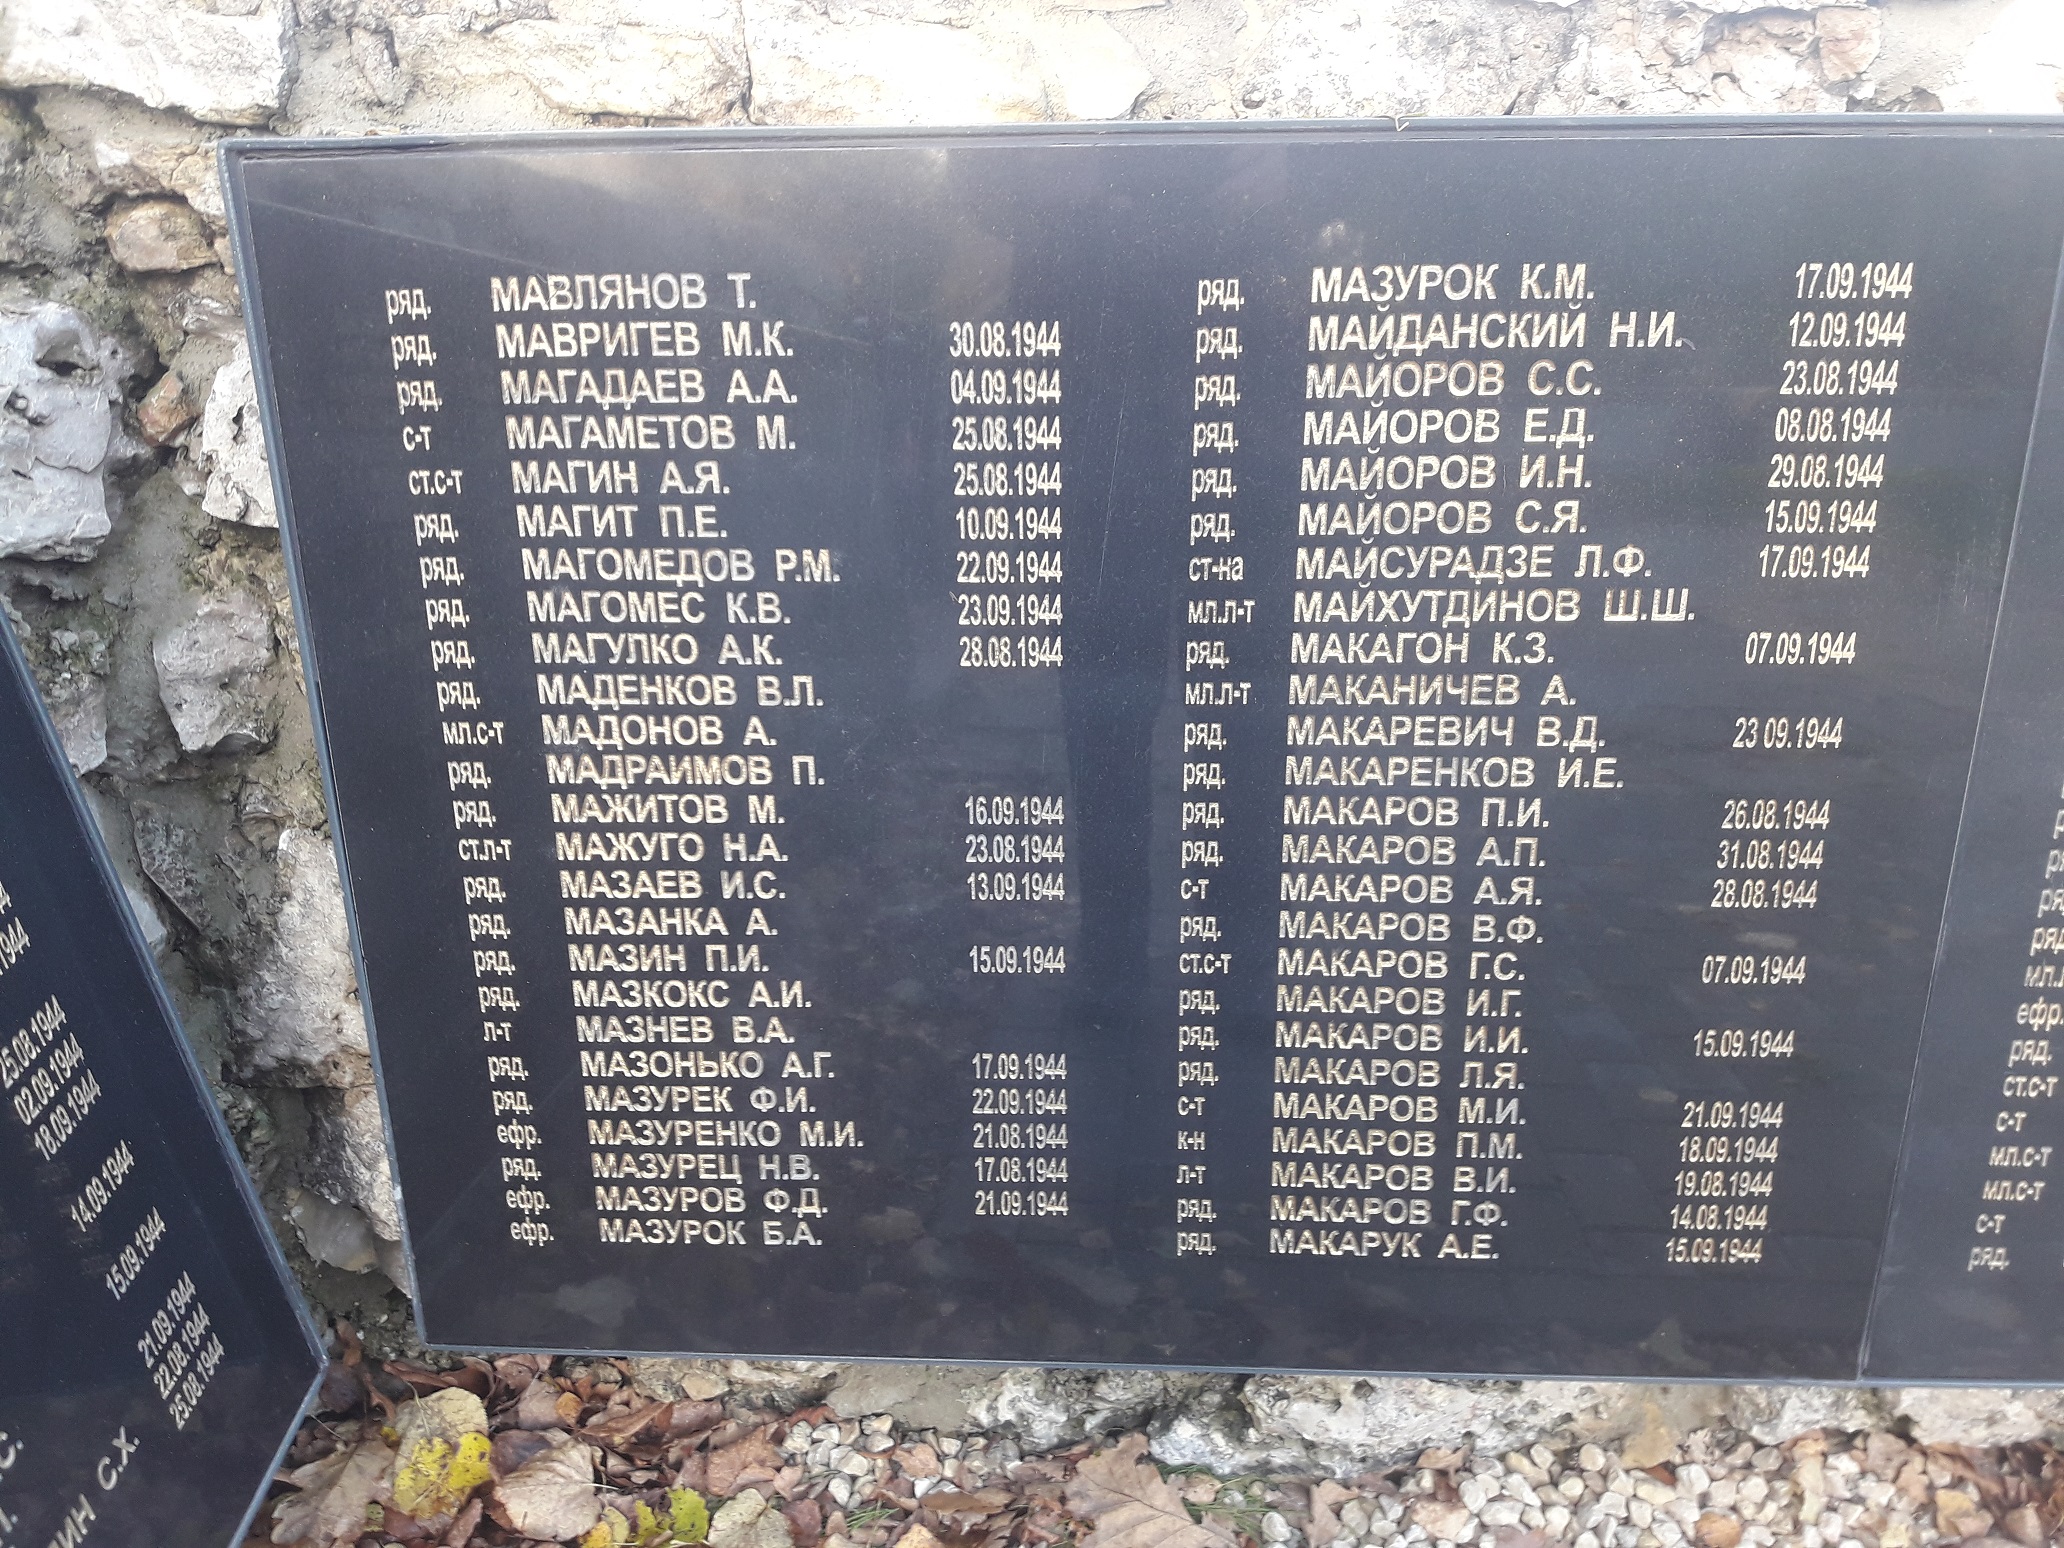 ряд. МАВЛЯНОВ Т.
ряд. МАВРИГЕВ М.К. 30.08.1944
ряд. МАГАДАЕВ А.А. 04.09.1944
с-т МАГАМЕТОВ М. 25.08.1944
ст.с-т МАГИН А.Я. 25.08.1944
ряд. МАГИТ П.Е. 10.09.1944
ряд. МАГОМЕДОВ Р.М. 22.09.1944
ряд. МАГОМЕС К.В. 23.09.1944
ряд. МАГУЛКО А.К. 28.08.1944
ряд. МАДЕНКОВ В.Л.
мл.с-т МАДОНОВ А.
ряд. МАДРАИМОВ П.
ряд. МАЖИТОВ М. 16.09.1944
ст.л-т МАЖУГО Н.А. 23.08.1944
ряд. МАЗАЕВ И.С. 13.09.1944
ряд. МАЗАНКА А.
ряд. МАЗИН П.И. 15.09.1944
ряд. МАЗКОКС А.И.
л-т МАЗНЕВ В.А.
ряд. МАЗОНЬКО А.Г. 17.09.1944
ряд. МАЗУРЕК Ф.И. 22.09.1944
ефр. МАЗУРЕНКО М.И. 21.08.1944
ряд. МАЗУРЕЦ Н.В. 17.08.1944
ефр. МАЗУРОВ Ф.Д. 21.09.1944
ефр. МАЗУРОК Б.А.
ряд. МАЗУРОК К.М. 17.09.1944
ряд. МАЙДАНСКИЙ Н.И. 12.09.1944
ряд. МАЙОРОВ С.С. 23.08.1944
ряд. МАЙОРОВ Е.Д. 08.08.1944
ряд. МАЙОРОВ И.Н. 29.08.1944
ряд. МАЙОРОВ С.Я. 15.09.1944
ст-на МАЙСУРАДЗЕ Л.Ф. 17.09.1944
мл.л-т МАЙХУТДИНОВ Ш.Ш.
ряд. МАКАГОН К.З. 07.09.1944
мл.л-т МАКАНИЧЕВ А.
ряд. МАКАРЕВИЧ В.Д. 23 09.1944
ряд. МАКАРЕНКОВ И.Е.
ряд. МАКАРОВ П.И. 26.08.1944
ряд. МАКАРОВ А.П. 31.08.1944
с-т МАКАРОВ А.Я. 28.08.1944
ряд. МАКАРОВ В.Ф.
ст.с-т МАКАРОВ Г.С. 07.09.1944
ряд. МАКАРОВ И.Г.
ряд. МАКАРОВ И.И. 15.09.1944
ряд. МАКАРОВ Л.Я.
с-т МАКАРОВ М.И. 21.09.1944
к-н МАКАРОВ П.М. 18.09.1944
л-т МАКАРОВ В.И. 19.08.1944
ряд. МАКАРОВ Г.Ф. 14.08.1944
ряд. МАКАРУК А.Е. 15.09.1944
25.08.1944
02.09.1944
18.09.1944
14.09.1944
15.09.1944
21.09.1944
22.08.1944
25.08.1944
С.Х.
ряд.
ефр.
ряд.
ст.с-т
с-т
мл.с-т
мл.с-т
с-т
ряд.